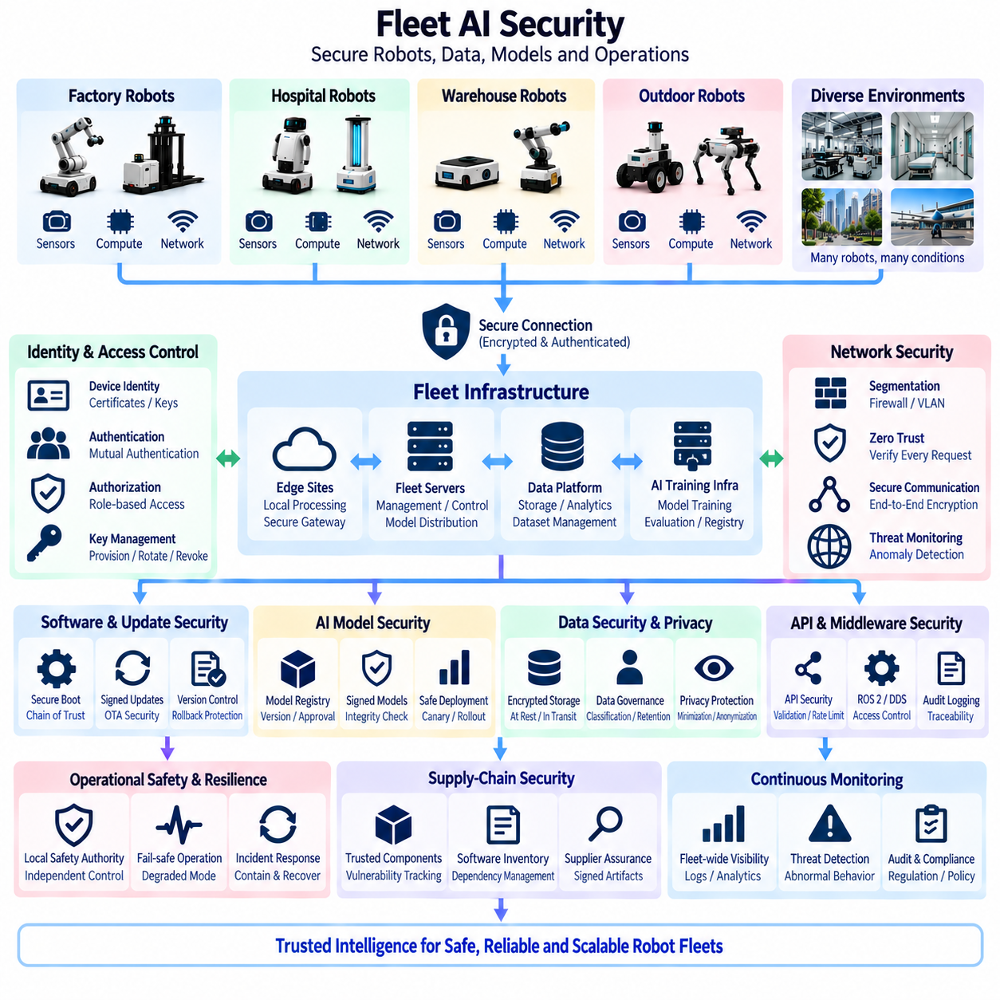 Fleet AI Security
Secure Robots, Data, Models and Operations
Factory Robots
Sensors
Compute
Network
Hospital Robots
Sensors
Compute
Network
Warehouse Robots
Sensors
Compute
Network
Outdoor Robots
Sensors
Compute
Network
Diverse Environments
Many robots, many conditions
Secure Connection
(Encrypted & Authenticated)
Identity & Access Control
Device Identity
Certificates / Keys
Authentication
Mutual Authentication
Authorization
Role-based Access
Key Management
Provision / Rotate / Revoke
Fleet Infrastructure
Edge Sites
Local Processing
Secure Gateway
Fleet Servers
Management / Control
Model Distribution
Data Platform
Storage / Analytics
Dataset Management
AI Training Infra
Model Training
Evaluation / Registry
Network Security
Segmentation
Firewall / VLAN
Zero Trust
Verify Every Request
Secure Communication
End-to-End Encryption
Threat Monitoring
Anomaly Detection
Software & Update Security
Secure Boot
Chain of Trust
Signed Updates
OTA Security
Version Control
Rollback Protection
AI Model Security
Model Registry
Version / Approval
Signed Models
Integrity Check
Safe Deployment
Canary / Rollout
Data Security & Privacy
Encrypted Storage
At Rest / In Transit
Data Governance
Classification / Retention
Privacy Protection
Minimization / Anonymization
API & Middleware Security
API Security
Validation / Rate Limit
ROS 2 / DDS
Access Control
Audit Logging
Traceability
Operational Safety & Resilience
Local Safety Authority
Independent Control
Fail-safe Operation
Degraded Mode
Incident Response
Contain & Recover
Supply-Chain Security
Trusted Components
Vulnerability Tracking
Software Inventory
Dependency Management
Supplier Assurance
Signed Artifacts
Continuous Monitoring
Fleet-wide Visibility
Logs / Analytics
Threat Detection
Abnormal Behavior
Audit & Compliance
Regulation / Policy
Trusted Intelligence for Safe, Reliable and Scalable Robot Fleets